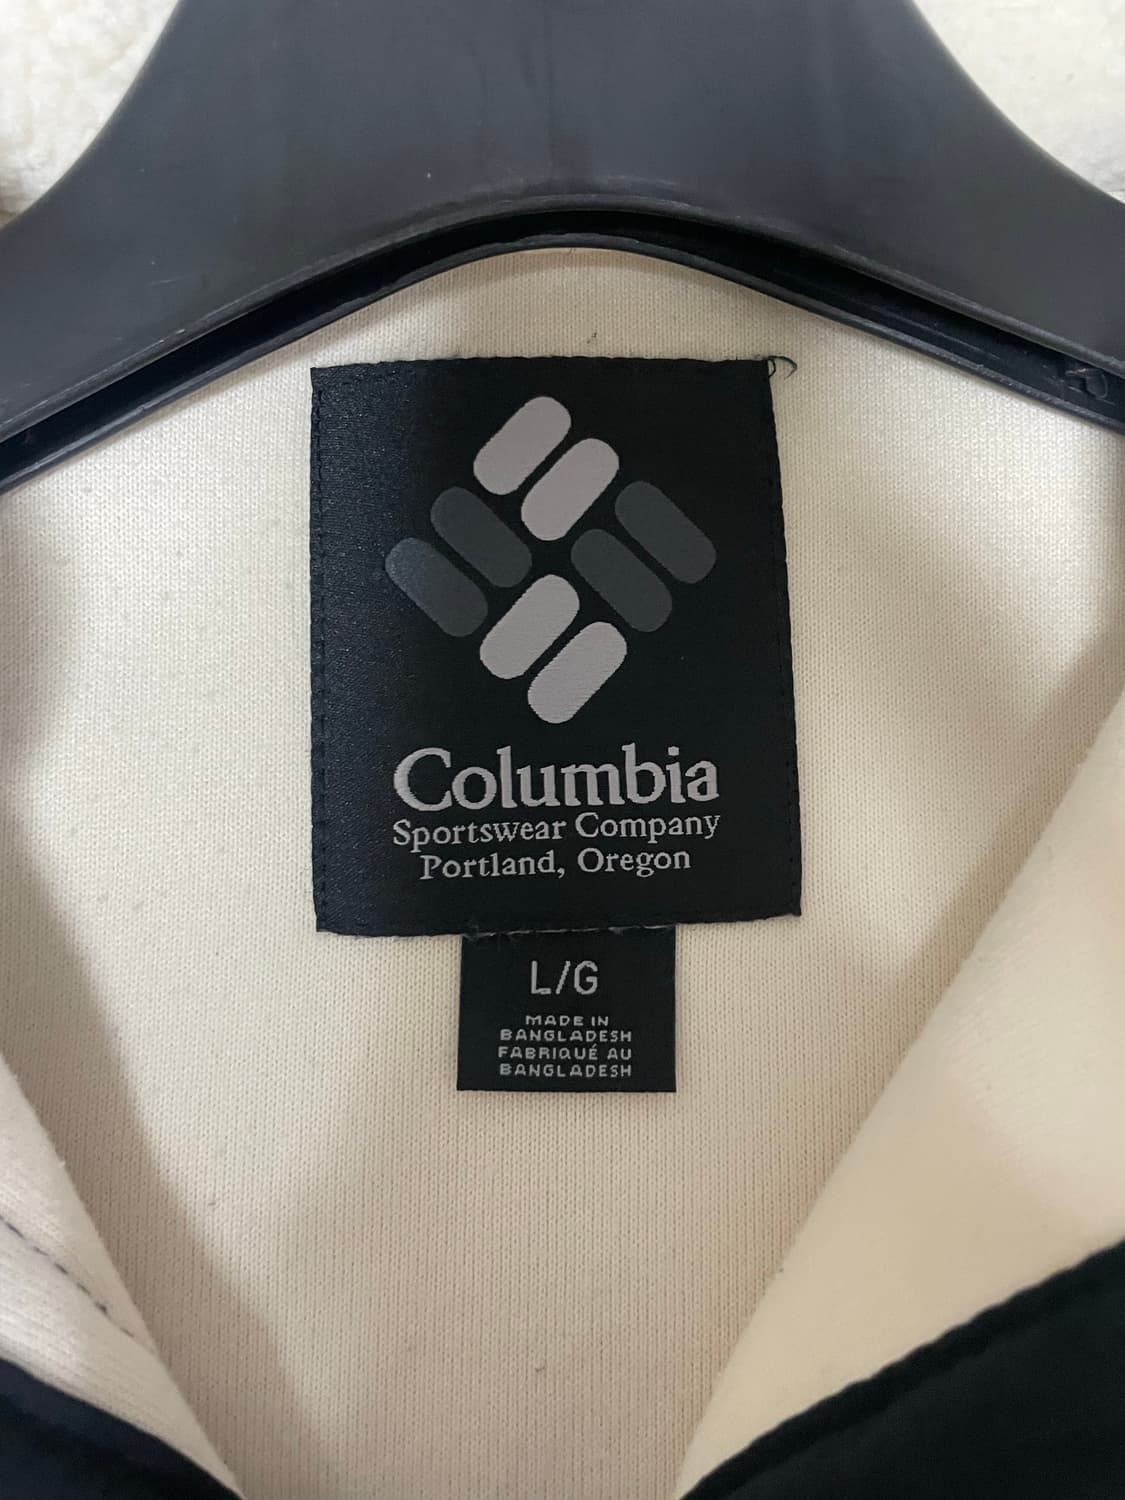 Columbia
Sportswear Company
Portland, Oregon
L/G
MADE IN
BANGLADESH
FABRIQUÉ AU
BANGLADESH